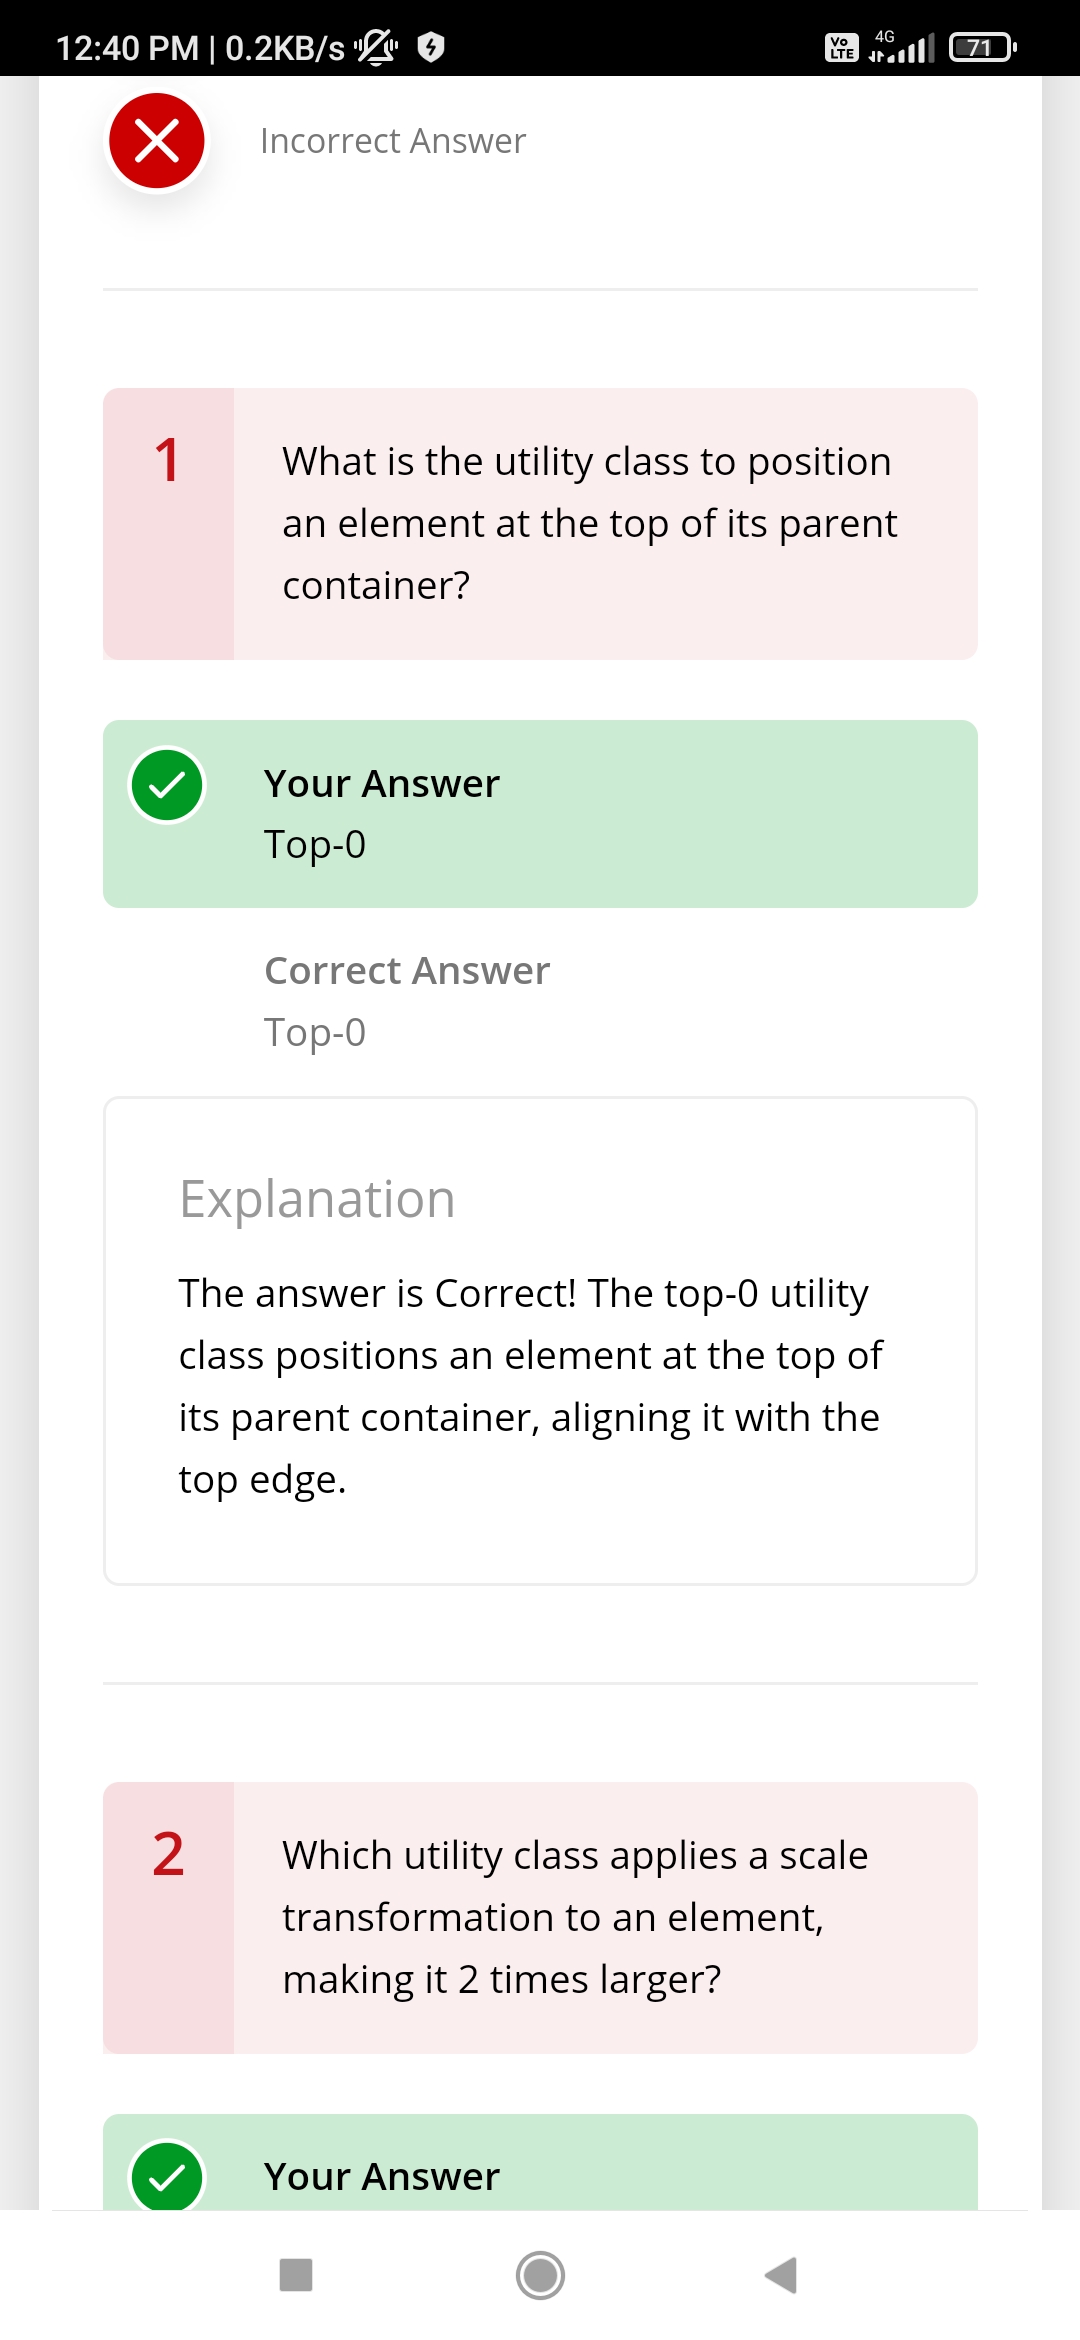 12:40 PM | 0.2KB/s
Vo LTE 4G 71
Incorrect Answer
1
What is the utility class to position
an element at the top of its parent
container?
Your Answer
Top-0
Correct Answer
Top-0
Explanation
The answer is Correct! The top-0 utility
class positions an element at the top of
its parent container, aligning it with the
top edge.
2
Which utility class applies a scale
transformation to an element,
making it 2 times larger?
Your Answer